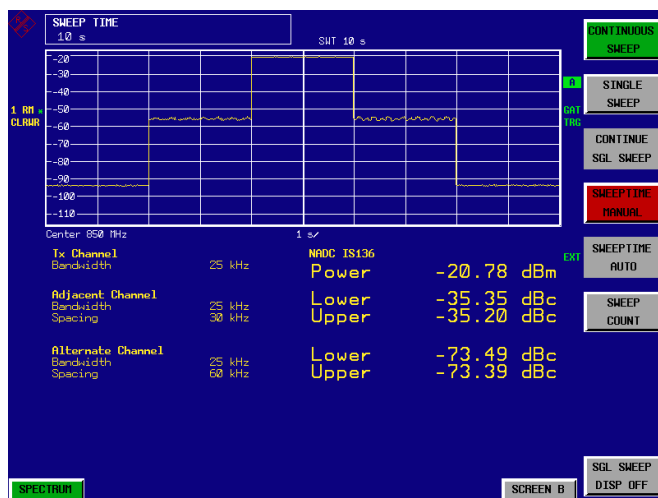 SWEEP TIME
10 s
SWT 10 s
-20
-30
-40
-50
-60
-70
-80
-90
-100
-110
1 RM *
CLRWR
A
GAT
TRG
EXT
Center 850 MHz
1 s/
Tx Channel
Bandwidth 25 kHz
NADC IS136
Power -20.78 dBm
Adjacent Channel
Bandwidth 25 kHz
Spacing 30 kHz
Lower -35.35 dBc
Upper -35.20 dBc
Alternate Channel
Bandwidth 25 kHz
Spacing 60 kHz
Lower -73.49 dBc
Upper -73.39 dBc
CONTINUOUS
SWEEP
SINGLE
SWEEP
CONTINUE
SGL SWEEP
SWEEPTIME
MANUAL
SWEEPTIME
AUTO
SWEEP
COUNT
SGL SWEEP
DISP OFF
SPECTRUM
SCREEN B